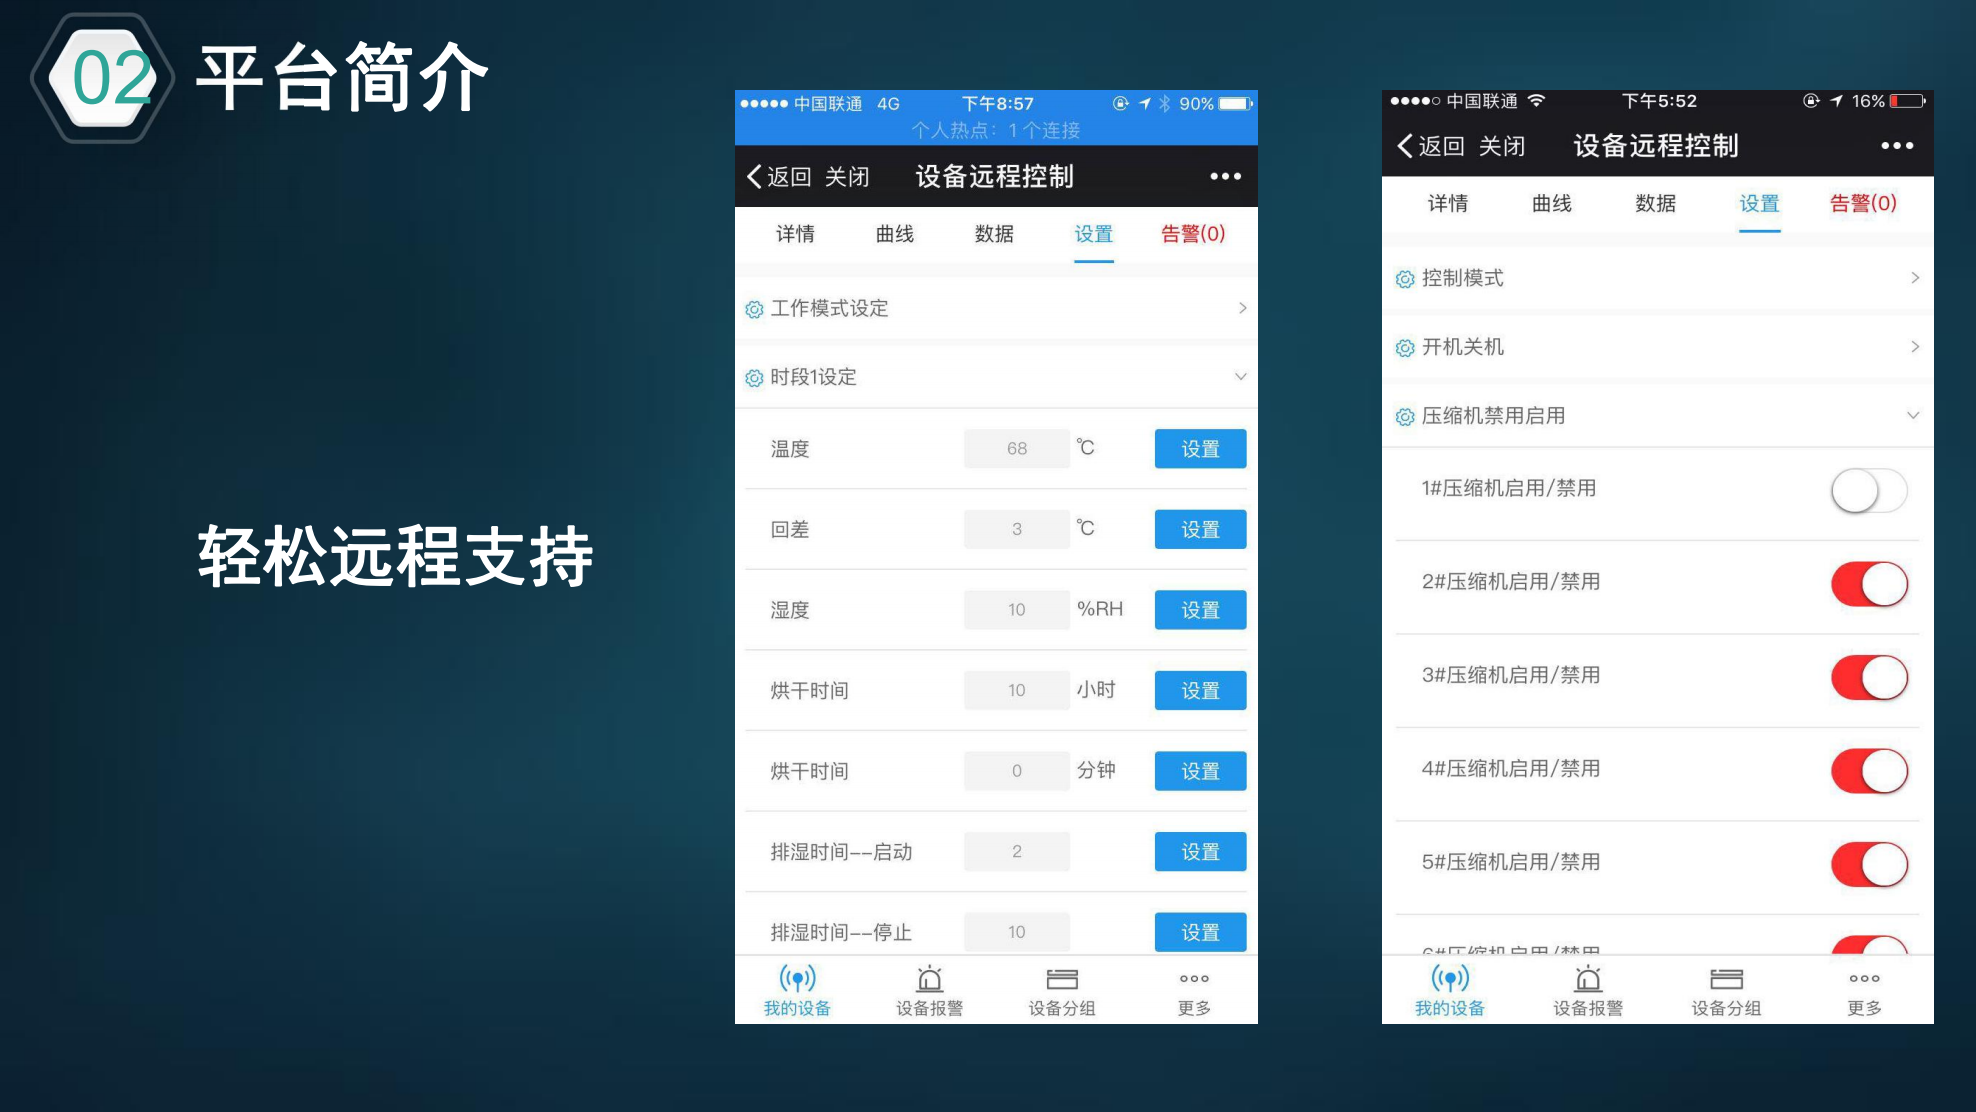 02 平台简介
轻松远程支持
中国联通 4G 下午8:57 90%
个人热点：1 个连接
返回 关闭 设备远程控制
详情 曲线 数据 设置 告警(0)
工作模式设定
时段1设定
温度 68 ℃ 设置
回差 3 ℃ 设置
湿度 10 %RH 设置
烘干时间 10 小时 设置
烘干时间 0 分钟 设置
排湿时间--启动 2 设置
排湿时间--停止 10 设置
我的设备 设备报警 设备分组 更多
中国联通 下午5:52 16%
返回 关闭 设备远程控制
详情 曲线 数据 设置 告警(0)
控制模式
开机关机
压缩机禁用启用
1#压缩机启用/禁用
2#压缩机启用/禁用
3#压缩机启用/禁用
4#压缩机启用/禁用
5#压缩机启用/禁用
6#压缩机启用/禁用
我的设备 设备报警 设备分组 更多